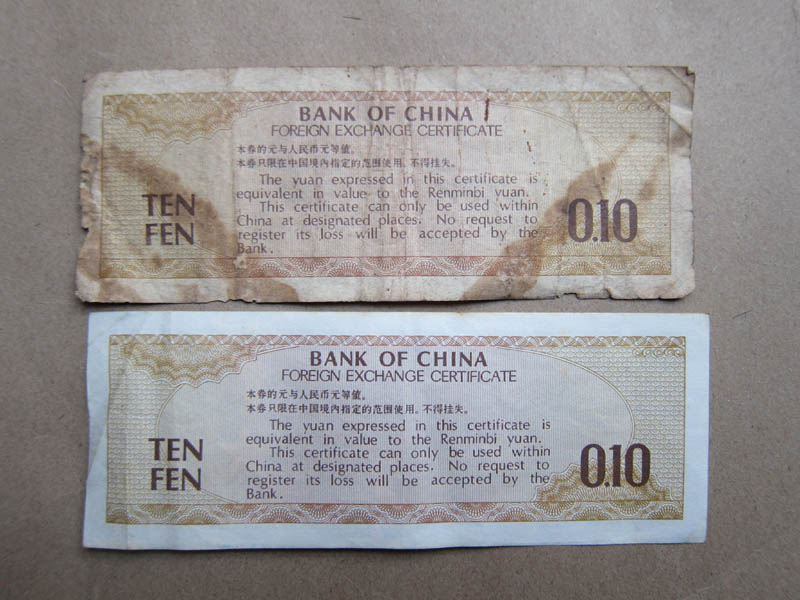 BANK OF CHINA
FOREIGN EXCHANGE CERTIFICATE
本券的元与人民币元等值。
本券只限在中国境内指定的范围使用,不得挂失。
The yuan expressed in this certificate is
equivalent in value to the Renminbi yuan.
This certificate can only be used within
China at designated places. No request to
register its loss will be accepted by the
Bank.
TEN
FEN
0.10
BANK OF CHINA
FOREIGN EXCHANGE CERTIFICATE
本券的元与人民币元等值。
本券只限在中国境内指定的范围使用,不得挂失。
The yuan expressed in this certificate is
equivalent in value to the Renminbi yuan.
This certificate can only be used within
China at designated places. No request to
register its loss will be accepted by the
Bank.
TEN
FEN
0.10